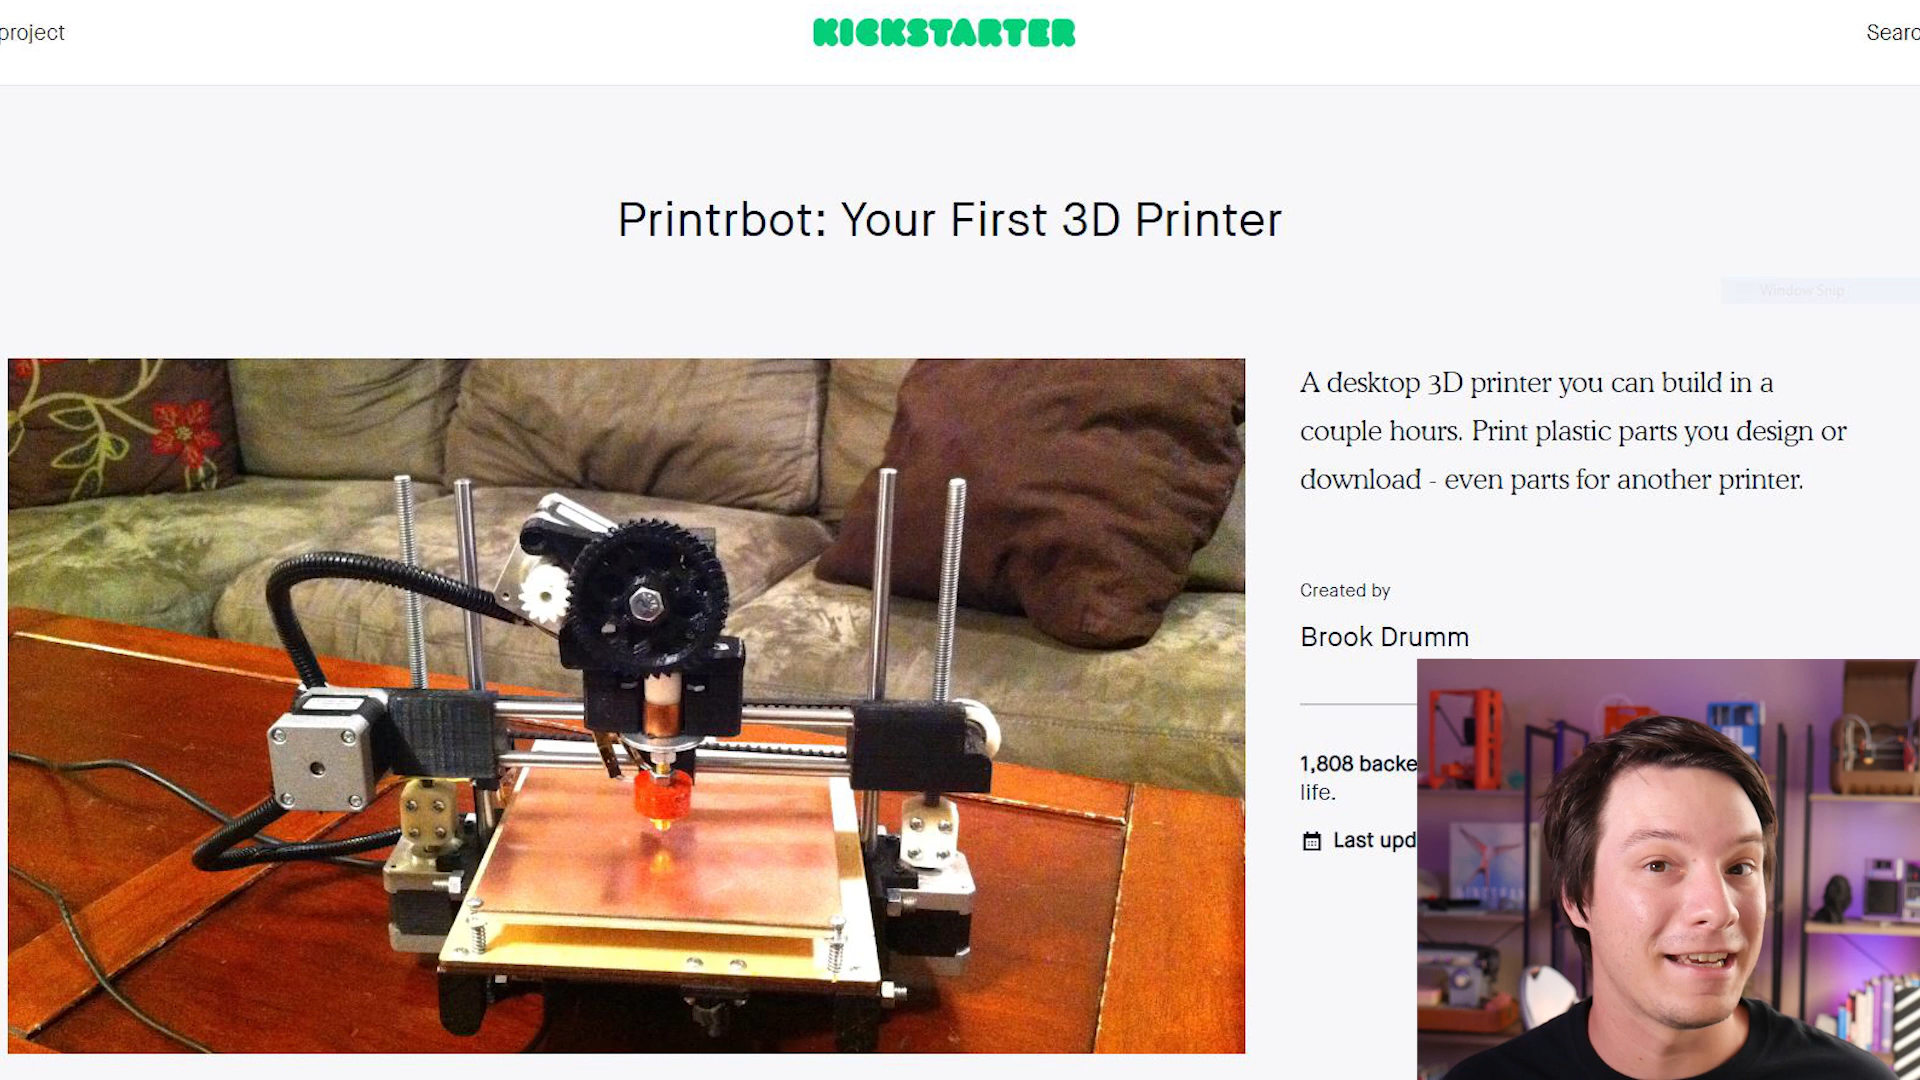 project
KICKSTARTER
Searc
Printrbot: Your First 3D Printer
Window Snip
A desktop 3D printer you can build in a
couple hours. Print plastic parts you design or
download - even parts for another printer.
Created by
Brook Drumm
1,808 backe
life.
Last upd